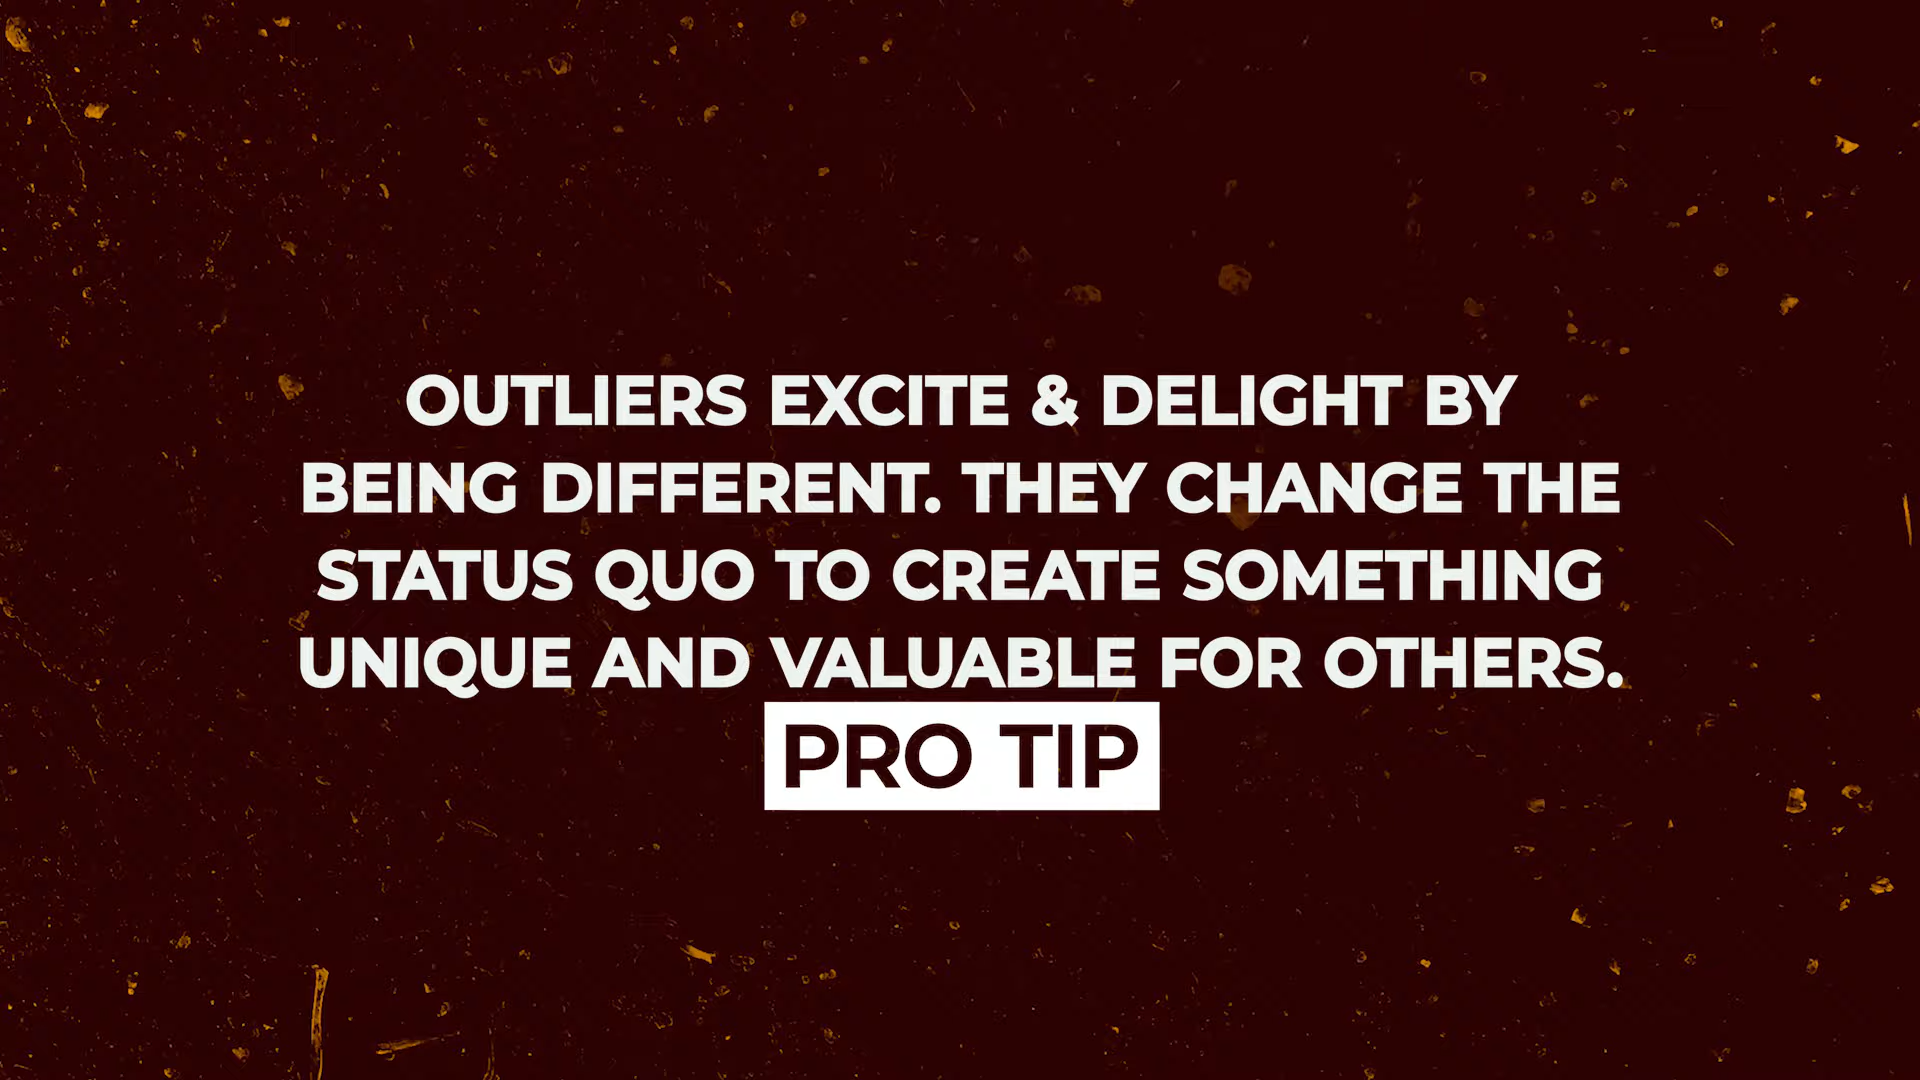 OUTLIERS EXCITE & DELIGHT BY
BEING DIFFERENT. THEY CHANGE THE
STATUS QUO TO CREATE SOMETHING
UNIQUE AND VALUABLE FOR OTHERS.
PRO TIP